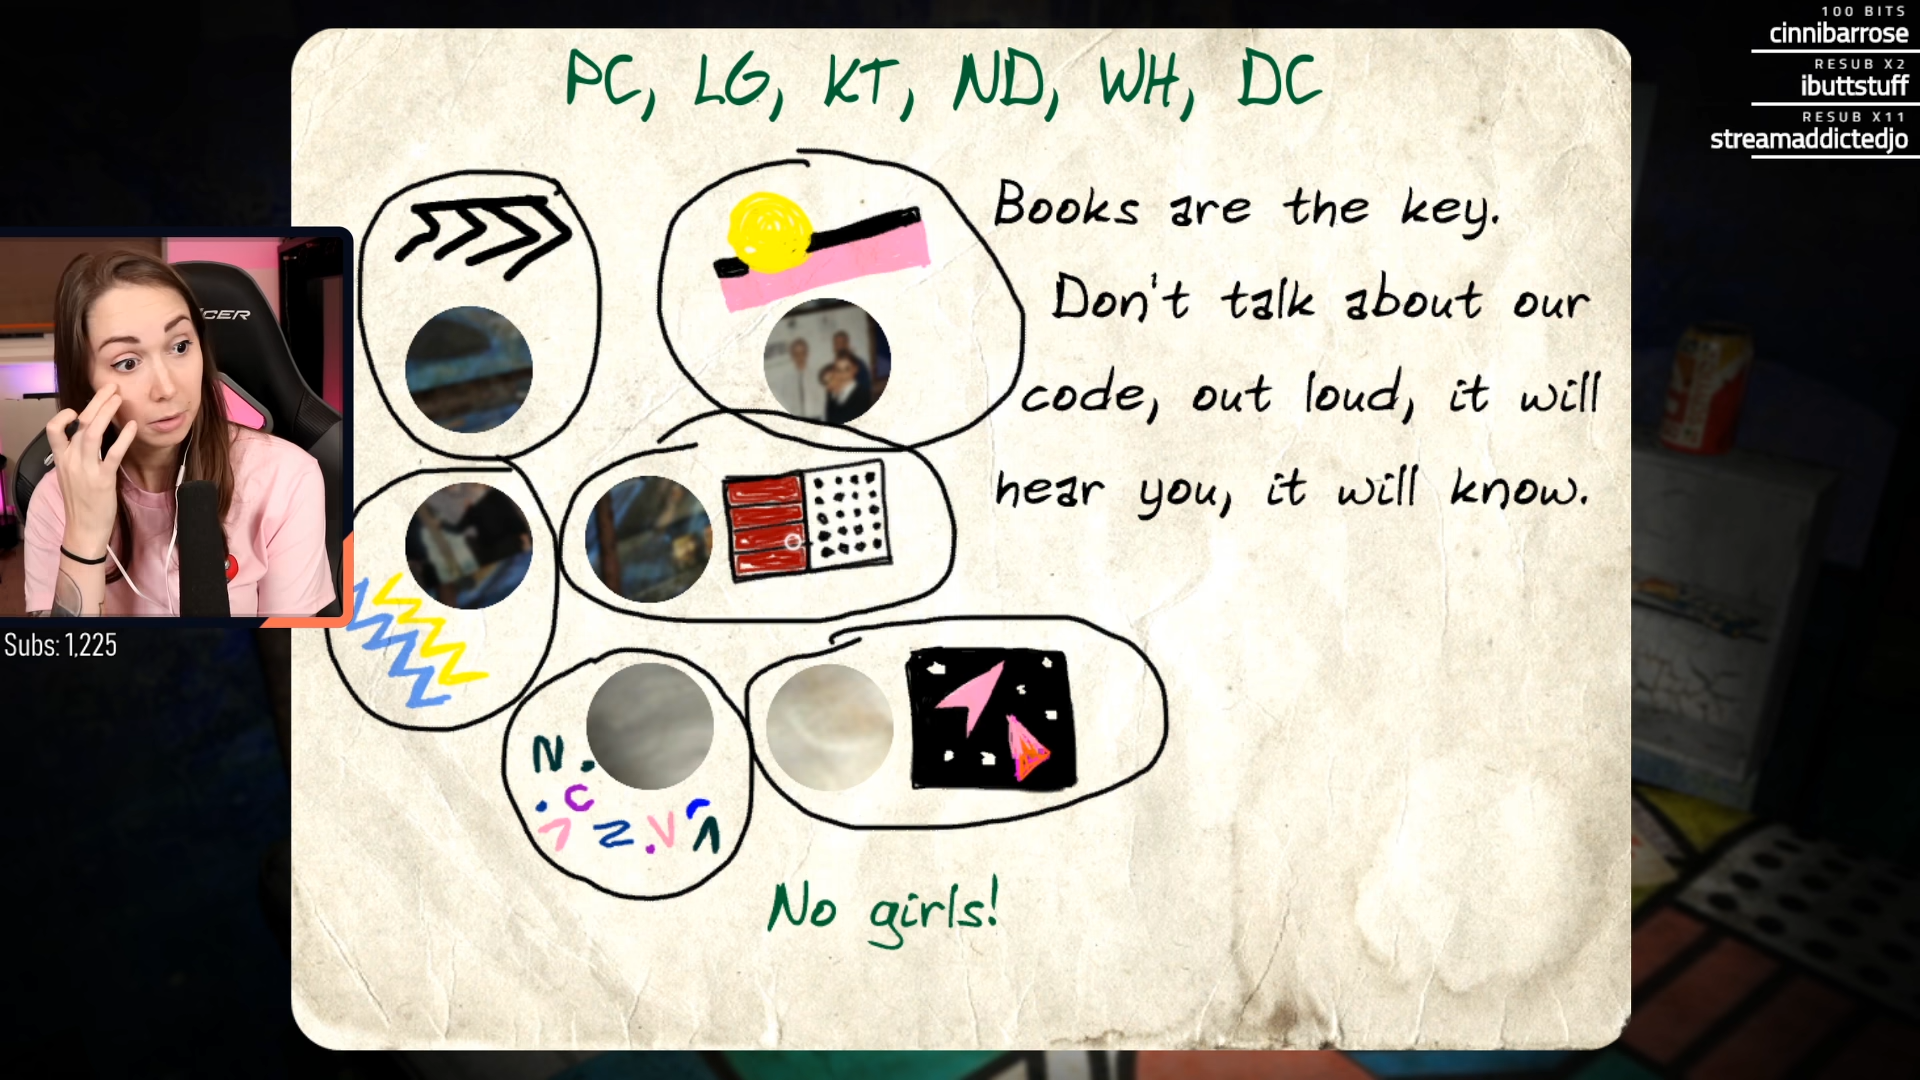 100 BITS
cinnibarrose
RESUB X2
ibuttstuff
RESUB X11
streamaddictedjo
PC, LG, KT, ND, WH, DC
Books are the key.
Don't talk about our
code, out loud, it will
hear you, it will know.
CER
Subs: 1,225
N .
. C
7 Z . V ^ Λ
No girls!